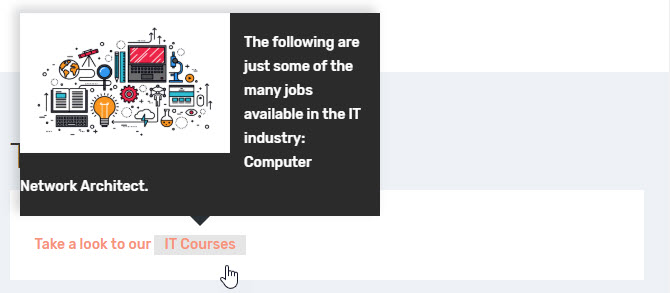 The following are
just some of the
many jobs
available in the IT
industry:
Computer
Network Architect.
Take a look to our IT Courses